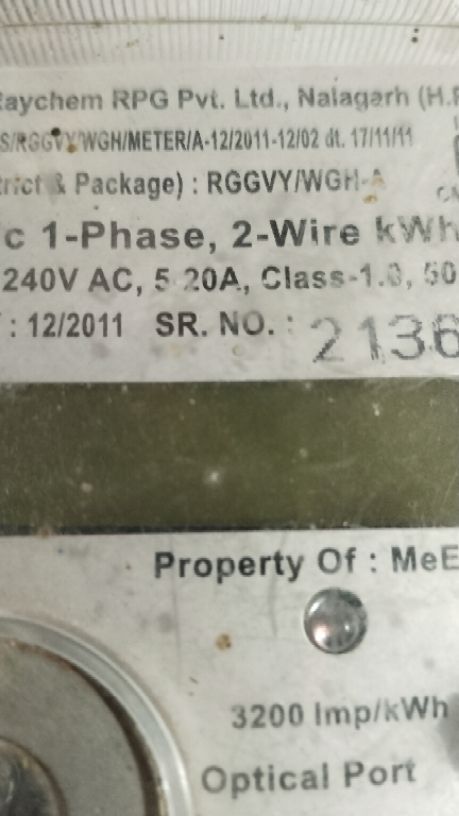 Raychem RPG Pvt. Ltd., Nalagarh (H.P
S/RGGVY/WGH/METER/A-12/2011-12/02 dt. 17/11/11
trict & Package) : RGGVY/WGH-A
c 1-Phase, 2-Wire kWh
240V AC, 5-20A, Class-1.0, 50
: 12/2011 SR. NO. : 2136
Property Of : MeE
3200 Imp/kWh
Optical Port